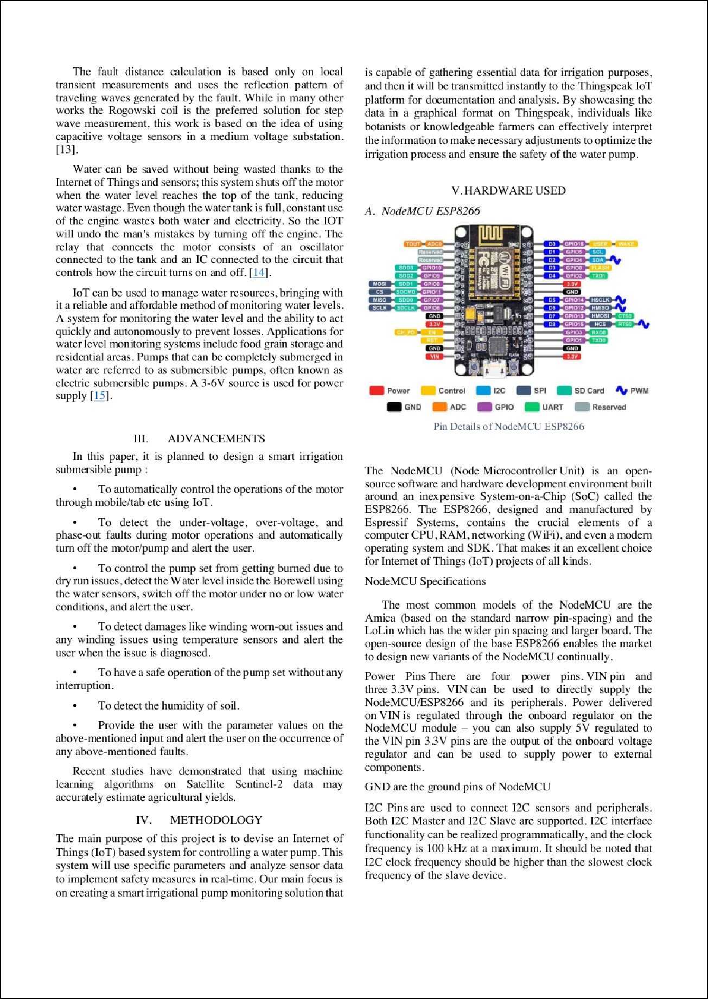 The fault distance calculation is based only on local
transient measurements and uses the reflection pattern of
traveling waves generated by the fault. While in many other
works the Rogowski coil is the preferred solution for step
wave measurement, this work is based on the idea of using
capacitive voltage sensors in a medium voltage substation.
[13].
Water can be saved without being wasted thanks to the
Internet of Things and sensors; this system shuts off the motor
when the water level reaches the top of the tank, reducing
water wastage. Even though the water tank is full, constant use
of the engine wastes both water and electricity. So the IOT
will undo the man's mistakes by turning off the engine. The
relay that connects the motor consists of an oscillator
connected to the tank and an IC connected to the circuit that
controls how the circuit turns on and off. [14].
IoT can be used to manage water resources, bringing with
it a reliable and affordable method of monitoring water levels.
A system for monitoring the water level and the ability to act
quickly and autonomously to prevent losses. Applications for
water level monitoring systems include food grain storage and
residential areas. Pumps that can be completely submerged in
water are referred to as submersible pumps, often known as
electric submersible pumps. A 3-6V source is used for power
supply [15].
III. ADVANCEMENTS
In this paper, it is planned to design a smart irrigation
submersible pump :
• To automatically control the operations of the motor
through mobile/tab etc using IoT.
• To detect the under-voltage, over-voltage, and
phase-out faults during motor operations and automatically
turn off the motor/pump and alert the user.
• To control the pump set from getting burned due to
dry run issues, detect the Water level inside the Borewell using
the water sensors, switch off the motor under no or low water
conditions, and alert the user.
• To detect damages like winding worn-out issues and
any winding issues using temperature sensors and alert the
user when the issue is diagnosed.
• To have a safe operation of the pump set without any
interruption.
• To detect the humidity of soil.
• Provide the user with the parameter values on the
above-mentioned input and alert the user on the occurrence of
any above-mentioned faults.
Recent studies have demonstrated that using machine
learning algorithms on Satellite Sentinel-2 data may
accurately estimate agricultural yields.
IV. METHODOLOGY
The main purpose of this project is to devise an Internet of
Things (IoT) based system for controlling a water pump. This
system will use specific parameters and analyze sensor data
to implement safety measures in real-time. Our main focus is
on creating a smart irrigational pump monitoring solution that
is capable of gathering essential data for irrigation purposes,
and then it will be transmitted instantly to the Thingspeak IoT
platform for documentation and analysis. By showcasing the
data in a graphical format on Thingspeak, individuals like
botanists or knowledgeable farmers can effectively interpret
the information to make necessary adjustments to optimize the
irrigation process and ensure the safety of the water pump.
V. HARDWARE USED
A. NodeMCU ESP8266
TOUT ADC0 D0 GPIO16 USER WAKE
Reserved D1 GPIO5 SCL
Reserved D2 GPIO4 SDA
SDD3 GPIO10 D3 GPIO0 FLASH
SDD2 GPIO9 D4 GPIO2 TXD1
MOSI SDD1 GPIO8 3.3V
CS SDCMD GPIO11 GND
MISO SDD0 GPIO7 D5 GPIO14 HSCLK
SCLK SDCLK GPIO6 D6 GPIO12 HMISO
GND D7 GPIO13 HMOSI CTS0
3.3V D8 GPIO15 HCS RTS0
CH_PD EN GPIO3 RXD0
RST GPIO1 TXD0
GND GND
VIN 3.3V
WiFi
RST FLASH
Power Control I2C SPI SD Card PWM
GND ADC GPIO UART Reserved
Pin Details of NodeMCU ESP8266
The NodeMCU (Node Microcontroller Unit) is an open-
source software and hardware development environment built
around an inexpensive System-on-a-Chip (SoC) called the
ESP8266. The ESP8266, designed and manufactured by
Espressif Systems, contains the crucial elements of a
computer CPU, RAM, networking (WiFi), and even a modern
operating system and SDK. That makes it an excellent choice
for Internet of Things (IoT) projects of all kinds.
NodeMCU Specifications
The most common models of the NodeMCU are the
Amica (based on the standard narrow pin-spacing) and the
LoLin which has the wider pin spacing and larger board. The
open-source design of the base ESP8266 enables the market
to design new variants of the NodeMCU continually.
Power Pins There are four power pins. VIN pin and
three 3.3V pins. VIN can be used to directly supply the
NodeMCU/ESP8266 and its peripherals. Power delivered
on VIN is regulated through the onboard regulator on the
NodeMCU module – you can also supply 5V regulated to
the VIN pin 3.3V pins are the output of the onboard voltage
regulator and can be used to supply power to external
components.
GND are the ground pins of NodeMCU
I2C Pins are used to connect I2C sensors and peripherals.
Both I2C Master and I2C Slave are supported. I2C interface
functionality can be realized programmatically, and the clock
frequency is 100 kHz at a maximum. It should be noted that
I2C clock frequency should be higher than the slowest clock
frequency of the slave device.